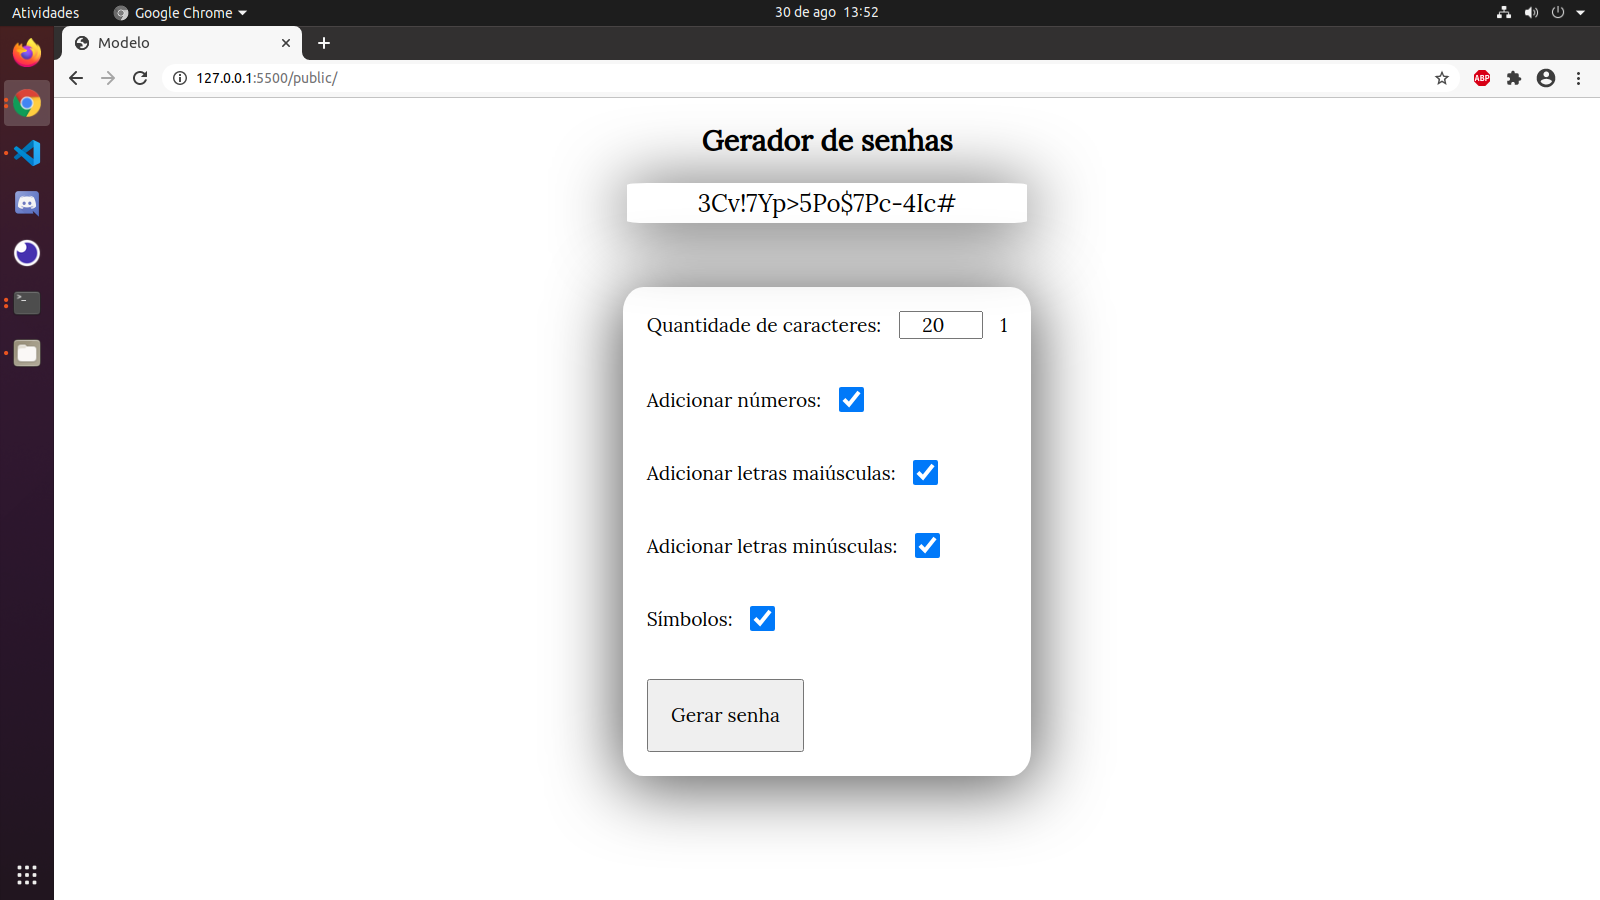 Atividades Google Chrome 30 de ago 13:52
Modelo
127.0.0.1:5500/public/
ABP
Gerador de senhas
3Cv!7Yp>5Po$7Pc-4Ic#
Quantidade de caracteres: 20 1
Adicionar números:
Adicionar letras maiúsculas:
Adicionar letras minúsculas:
Símbolos:
Gerar senha